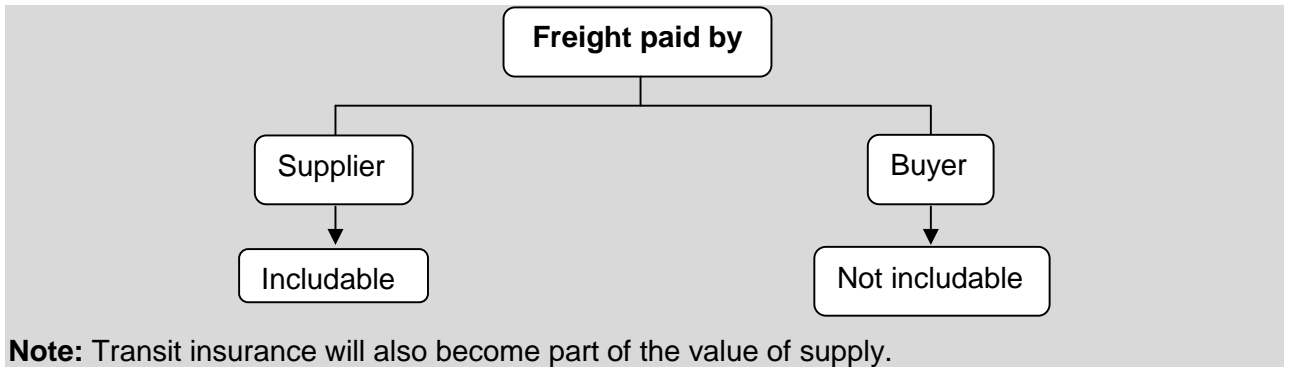 Freight paid by
Supplier
Buyer
Includable
Not includable
Note: Transit insurance will also become part of the value of supply.